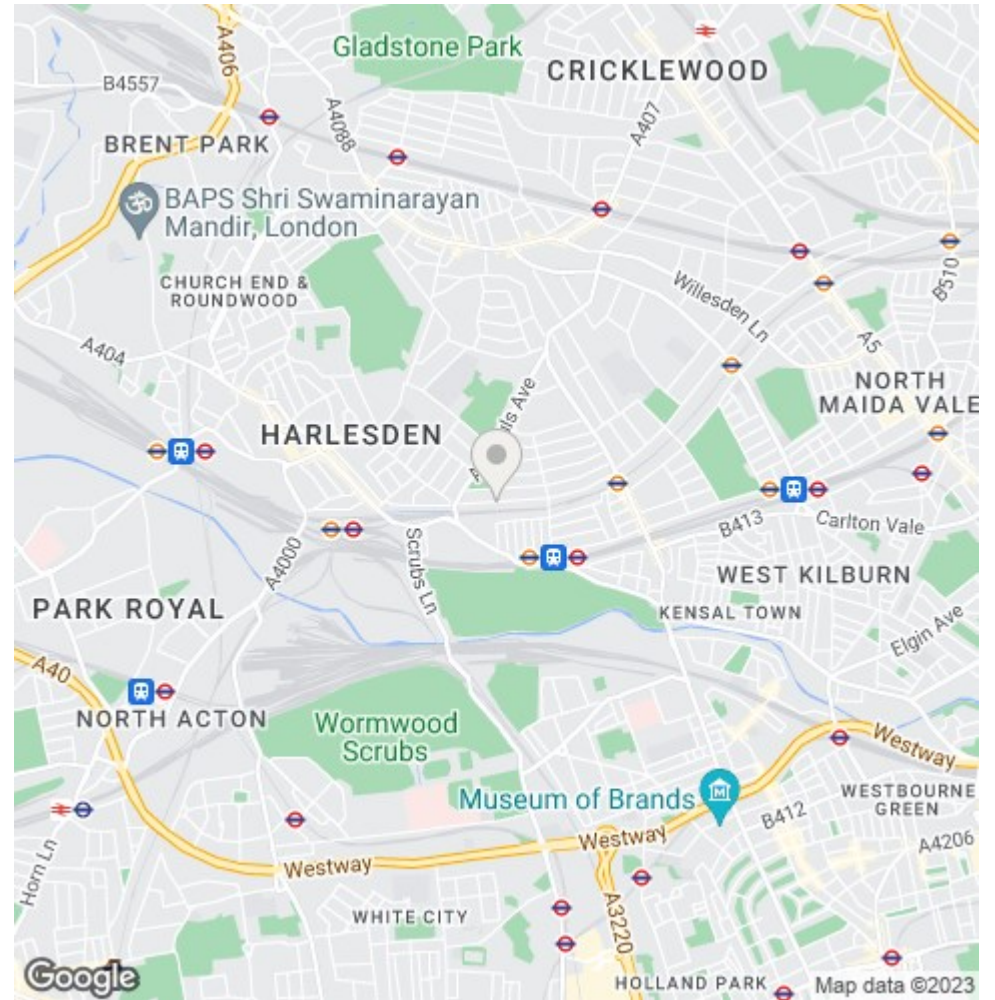 Gladstone Park
CRICKLEWOOD
A406
B4557
A4088
A407
BRENT PARK
BAPS Shri Swaminarayan
Mandir, London
CHURCH END &
ROUNDWOOD
Willesden Ln
B510
A404
A5
NORTH
MAIDA VALE
HARLESDEN
Ave
B413
Carlton Vale
A4000
Scrubs Ln
WEST KILBURN
PARK ROYAL
KENSAL TOWN
Elgin Ave
A40
NORTH ACTON
Wormwood
Scrubs
Westway
Museum of Brands
WESTBOURNE
GREEN
B412
Westway
A4206
Westway
Horn Ln
A3220
WHITE CITY
HOLLAND PARK
Google
Map data ©2023